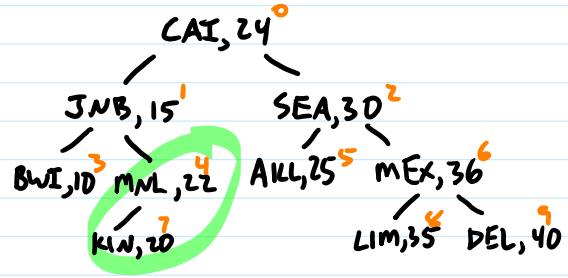 CAI, 24 0
JNB, 15 1 SEA, 30 2
BWI, 10 3 MNL, 22 4 AKL, 25 5 MEX, 36 6
KIN, 20 7 LIM, 35 8 DEL, 40 9